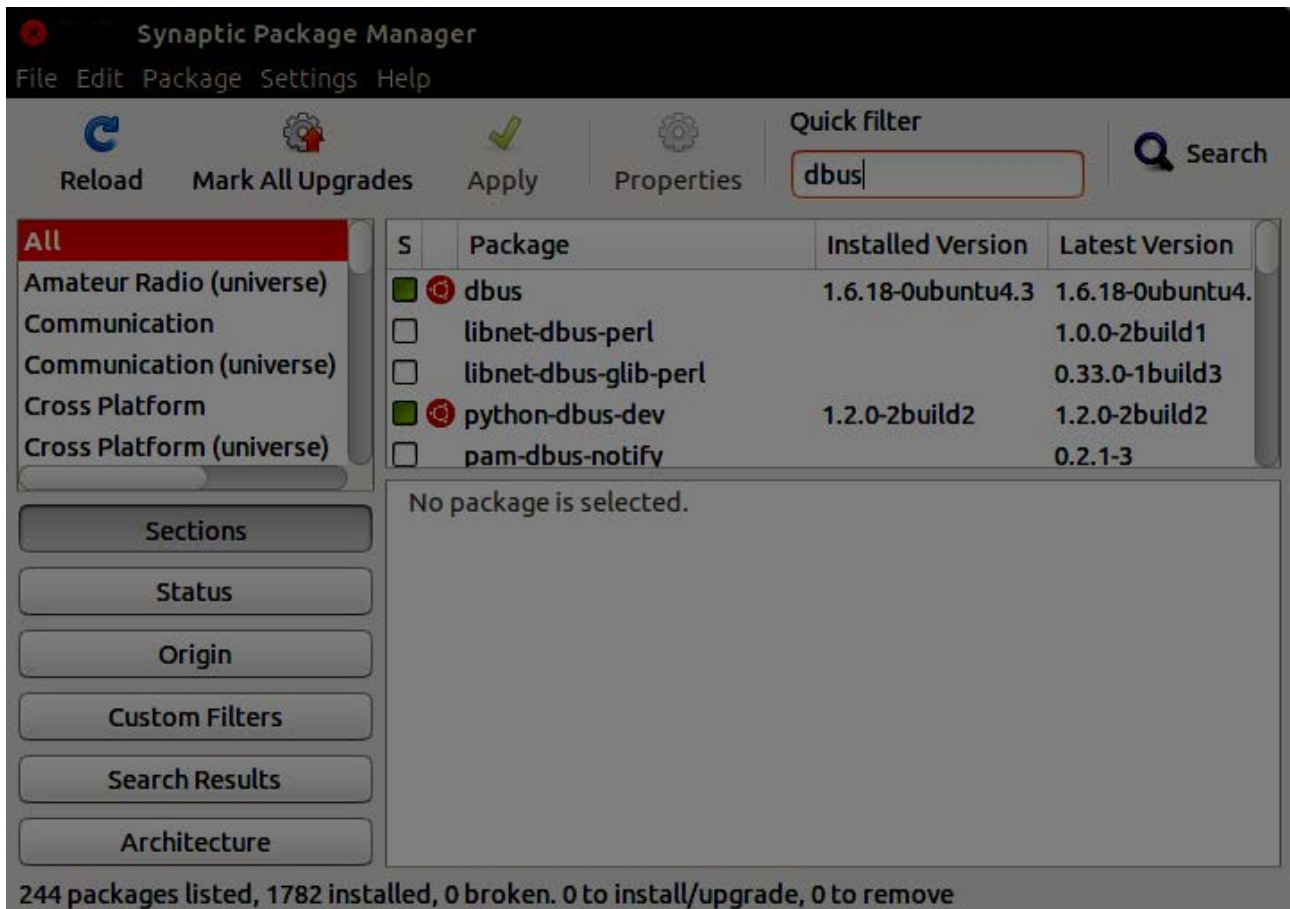 Synaptic Package Manager
File Edit Package Settings Help
Reload Mark All Upgrades Apply Properties Quick filter Search
dbus
All
Amateur Radio (universe)
Communication
Communication (universe)
Cross Platform
Cross Platform (universe)
Sections
Status
Origin
Custom Filters
Search Results
Architecture
S Package Installed Version Latest Version
dbus 1.6.18-0ubuntu4.3 1.6.18-0ubuntu4.
libnet-dbus-perl 1.0.0-2build1
libnet-dbus-glib-perl 0.33.0-1build3
python-dbus-dev 1.2.0-2build2 1.2.0-2build2
pam-dbus-notify 0.2.1-3
No package is selected.
244 packages listed, 1782 installed, 0 broken. 0 to install/upgrade, 0 to remove